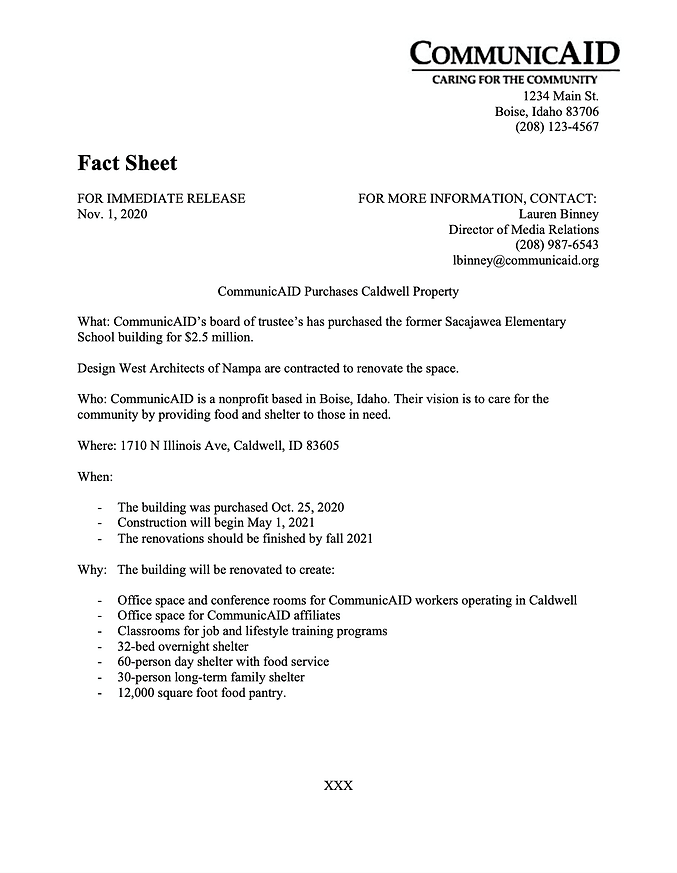 COMMUNICAID
CARING FOR THE COMMUNITY
1234 Main St.
Boise, Idaho 83706
(208) 123-4567
Fact Sheet
FOR IMMEDIATE RELEASE
Nov. 1, 2020
FOR MORE INFORMATION, CONTACT:
Lauren Binney
Director of Media Relations
(208) 987-6543
lbinney@communicaid.org
CommunicAID Purchases Caldwell Property
What: CommunicAID’s board of trustee’s has purchased the former Sacajawea Elementary
School building for $2.5 million.
Design West Architects of Nampa are contracted to renovate the space.
Who: CommunicAID is a nonprofit based in Boise, Idaho. Their vision is to care for the
community by providing food and shelter to those in need.
Where: 1710 N Illinois Ave, Caldwell, ID 83605
When:
- The building was purchased Oct. 25, 2020
- Construction will begin May 1, 2021
- The renovations should be finished by fall 2021
Why: The building will be renovated to create:
- Office space and conference rooms for CommunicAID workers operating in Caldwell
- Office space for CommunicAID affiliates
- Classrooms for job and lifestyle training programs
- 32-bed overnight shelter
- 60-person day shelter with food service
- 30-person long-term family shelter
- 12,000 square foot food pantry.
XXX